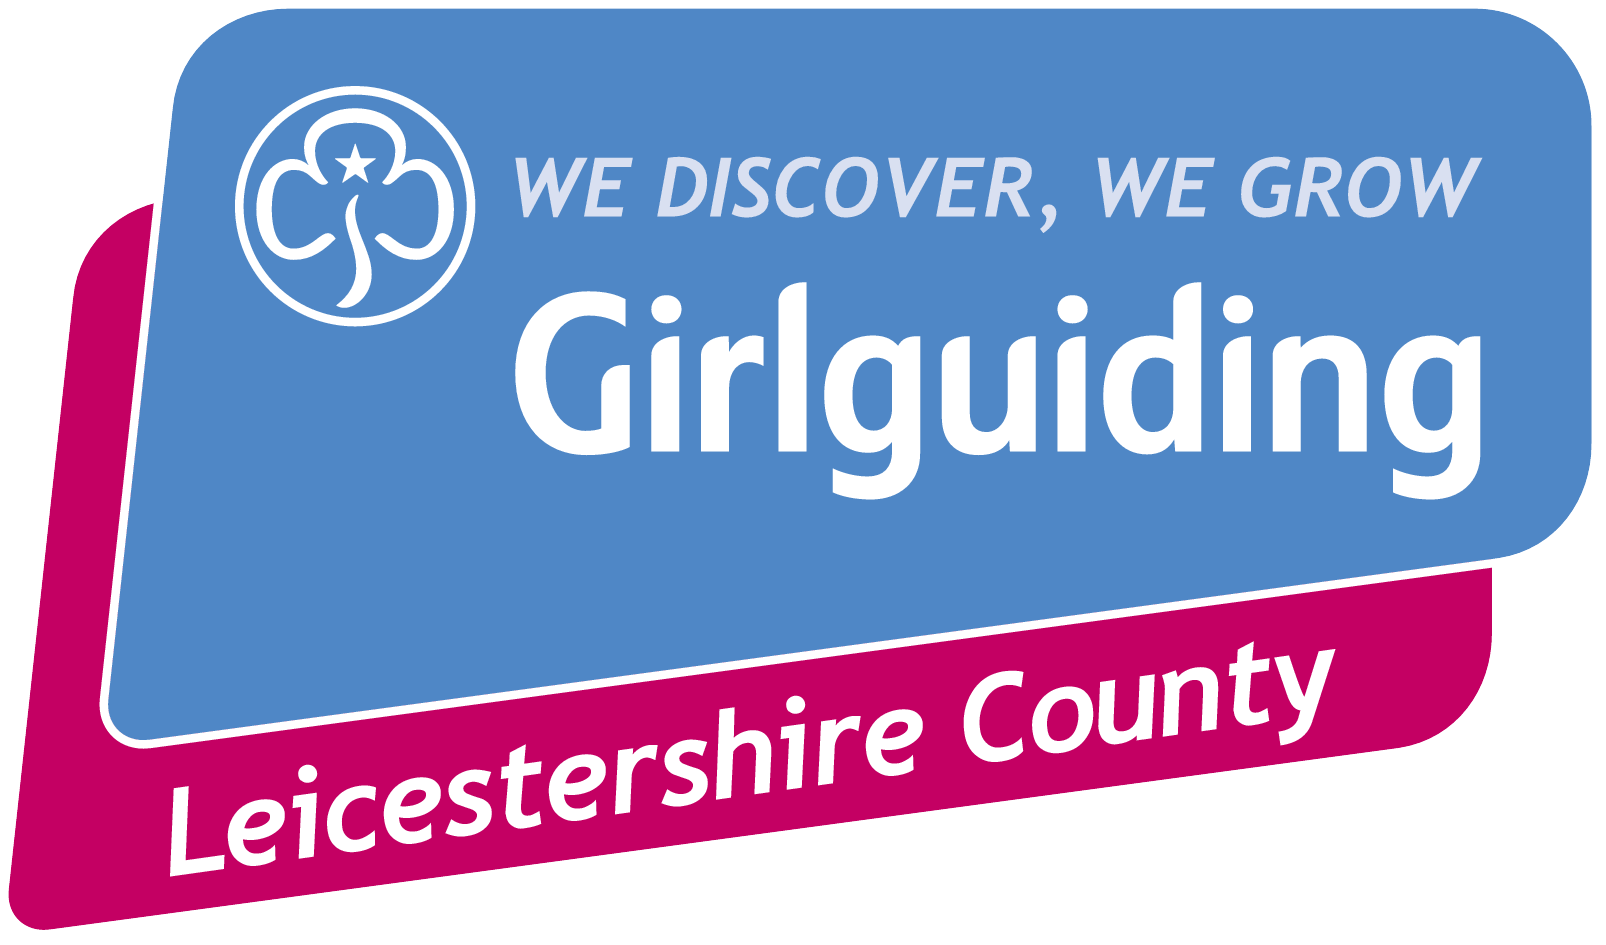 WE DISCOVER, WE GROW
Girlguiding
Leicestershire County